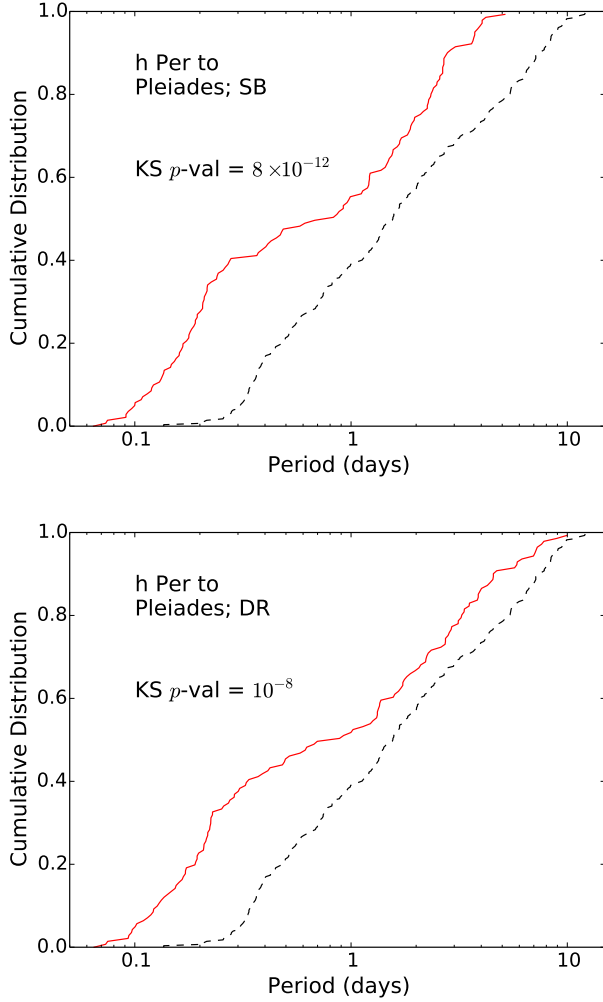 1.0
0.8
0.6
0.4
0.2
0.0
Cumulative Distribution
h Per to
Pleiades; SB
KS p-val = 8 ×10⁻¹²
0.1 1 10
Period (days)
1.0
0.8
0.6
0.4
0.2
0.0
Cumulative Distribution
h Per to
Pleiades; DR
KS p-val = 10⁻⁸
0.1 1 10
Period (days)